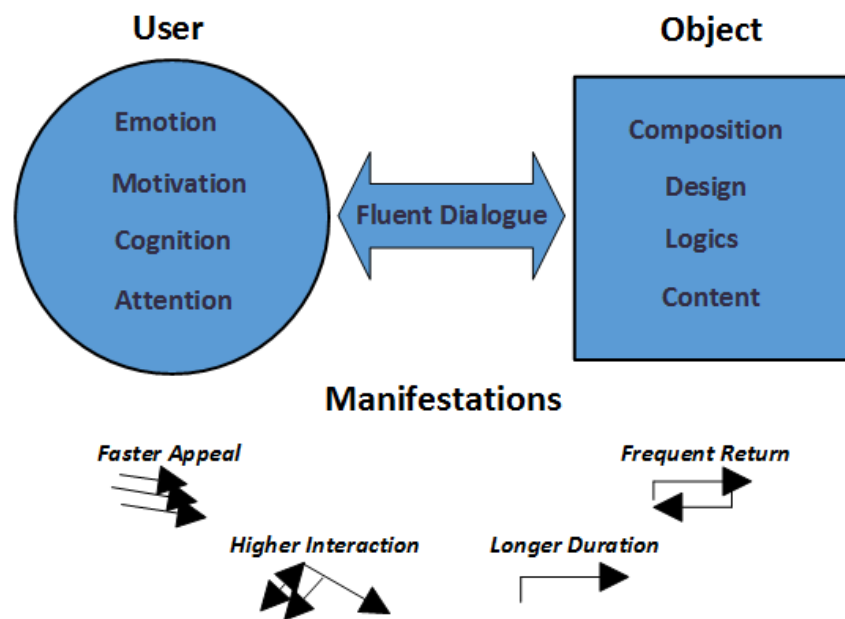 User
Object
Emotion
Motivation
Cognition
Attention
Fluent Dialogue
Composition
Design
Logics
Content
Manifestations
Faster Appeal
Frequent Return
Higher Interaction
Longer Duration